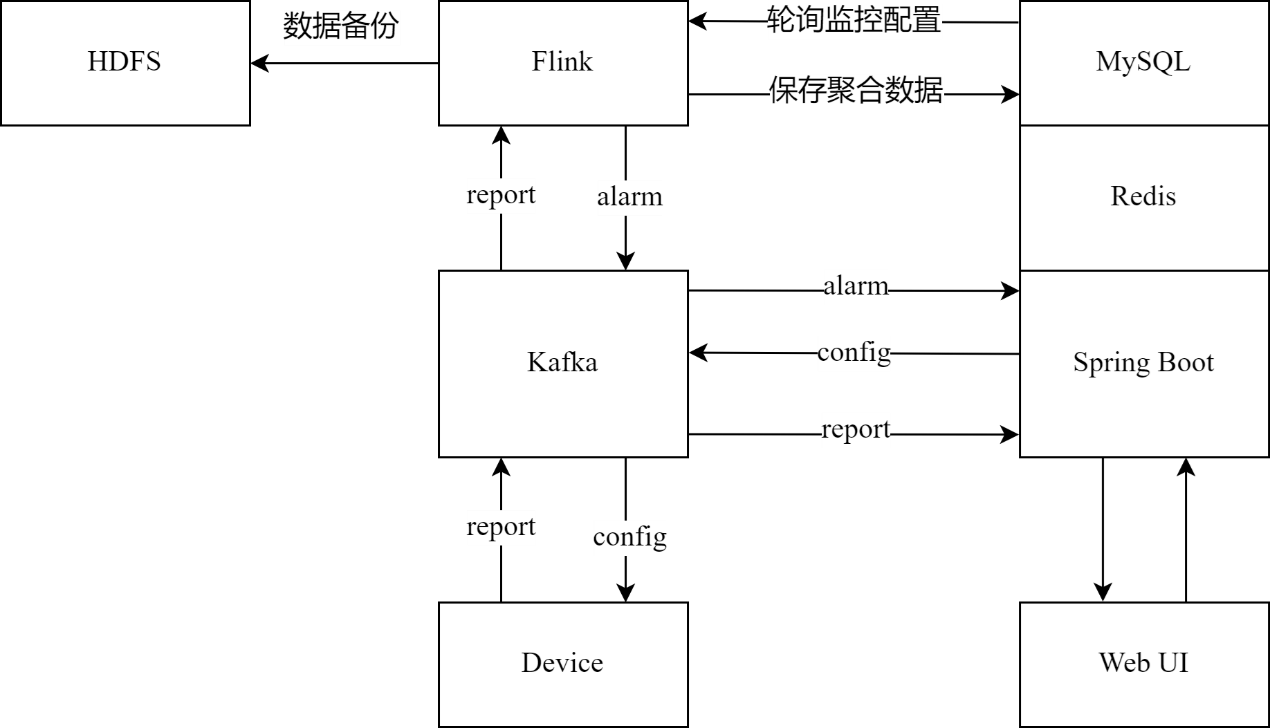 数据备份
轮询监控配置
HDFS
Flink
MySQL
保存聚合数据
report
alarm
Redis
alarm
Kafka
config
Spring Boot
report
report
config
Device
Web UI